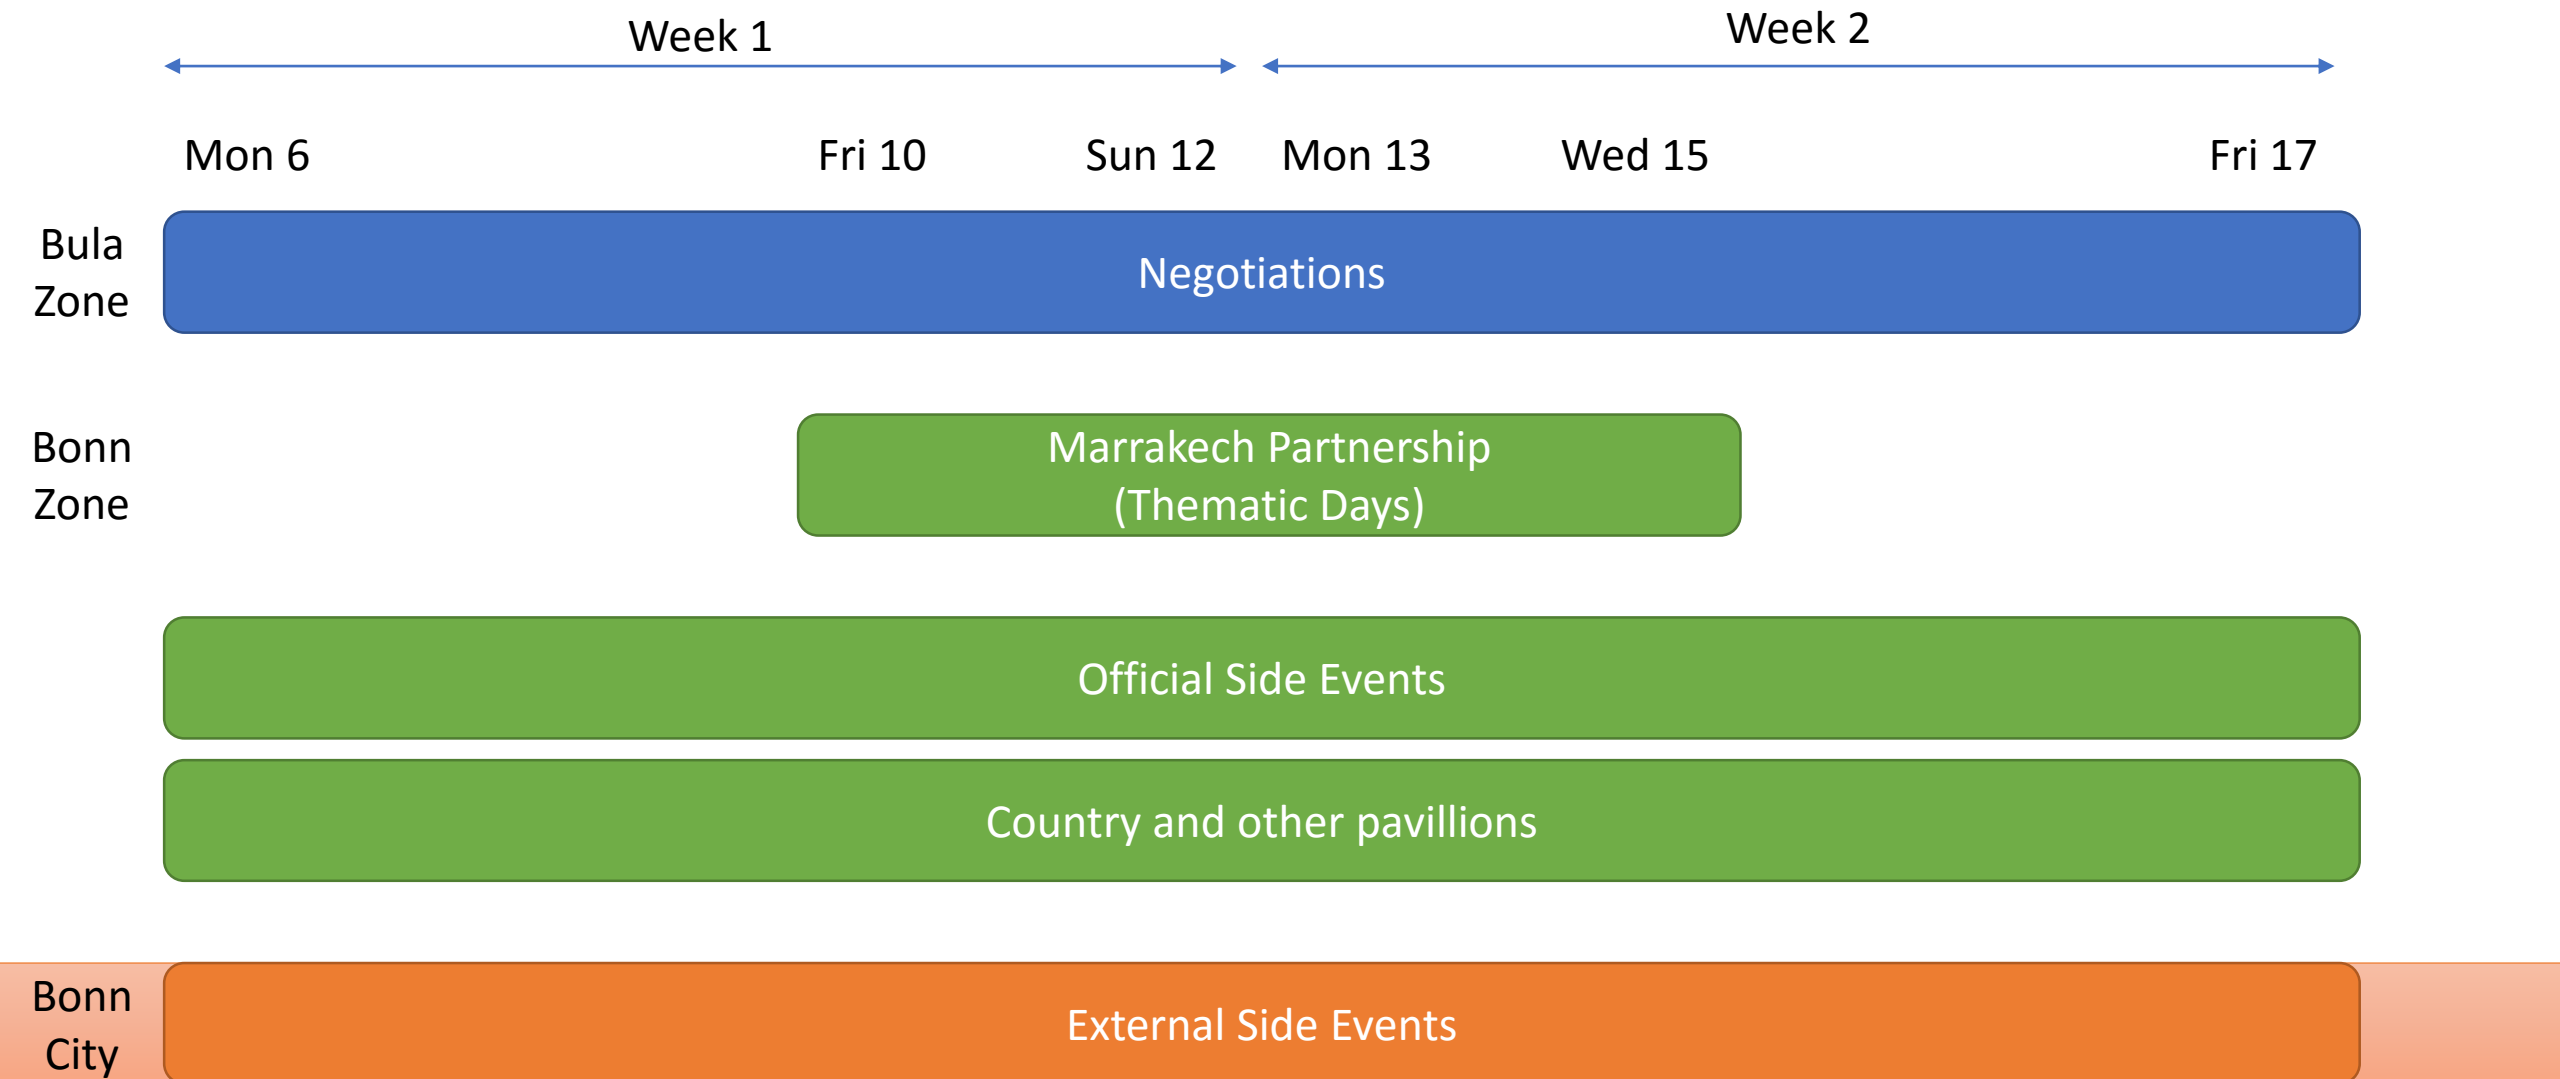 Week 1
Week 2
Mon 6
Fri 10
Sun 12
Mon 13
Wed 15
Fri 17
Bula
Zone
Negotiations
Bonn
Zone
Marrakech Partnership
(Thematic Days)
Official Side Events
Country and other pavillions
Bonn
City
External Side Events